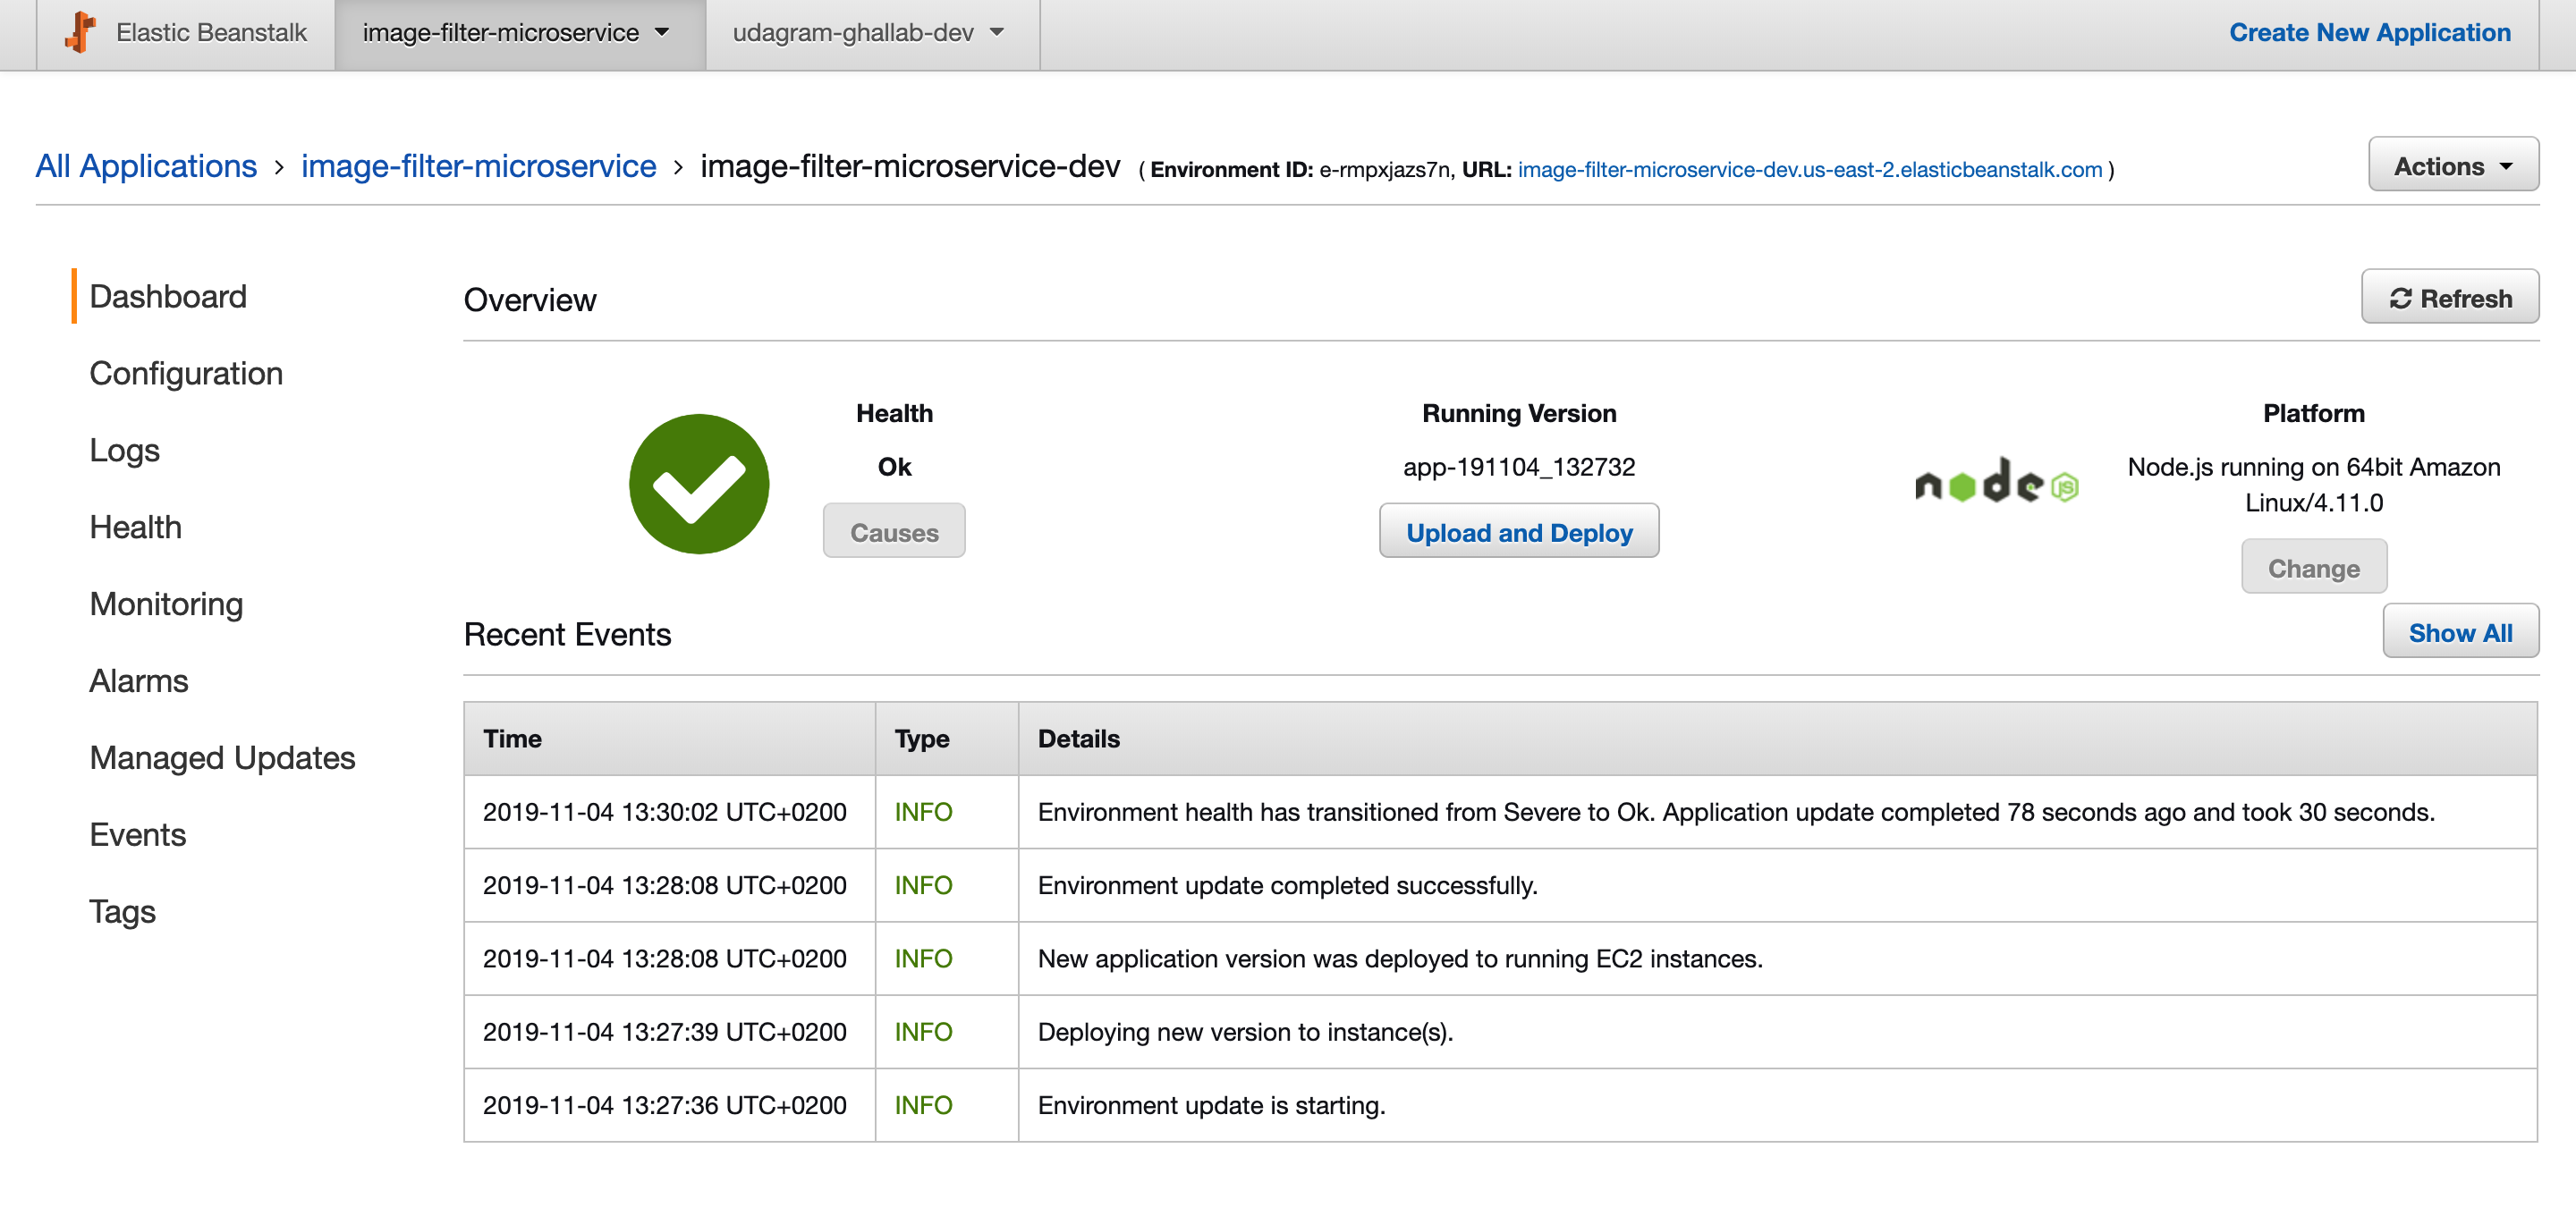 Elastic Beanstalk image-filter-microservice udagram-ghallab-dev Create New Application
All Applications › image-filter-microservice › image-filter-microservice-dev ( Environment ID: e-rmpxjazs7n, URL: image-filter-microservice-dev.us-east-2.elasticbeanstalk.com ) Actions
Dashboard
Configuration
Logs
Health
Monitoring
Alarms
Managed Updates
Events
Tags
Overview Refresh
Health
Ok
Causes
Running Version
app-191104_132732
Upload and Deploy
node JS
Platform
Node.js running on 64bit Amazon
Linux/4.11.0
Change
Recent Events Show All
Time Type Details
2019-11-04 13:30:02 UTC+0200 INFO Environment health has transitioned from Severe to Ok. Application update completed 78 seconds ago and took 30 seconds.
2019-11-04 13:28:08 UTC+0200 INFO Environment update completed successfully.
2019-11-04 13:28:08 UTC+0200 INFO New application version was deployed to running EC2 instances.
2019-11-04 13:27:39 UTC+0200 INFO Deploying new version to instance(s).
2019-11-04 13:27:36 UTC+0200 INFO Environment update is starting.